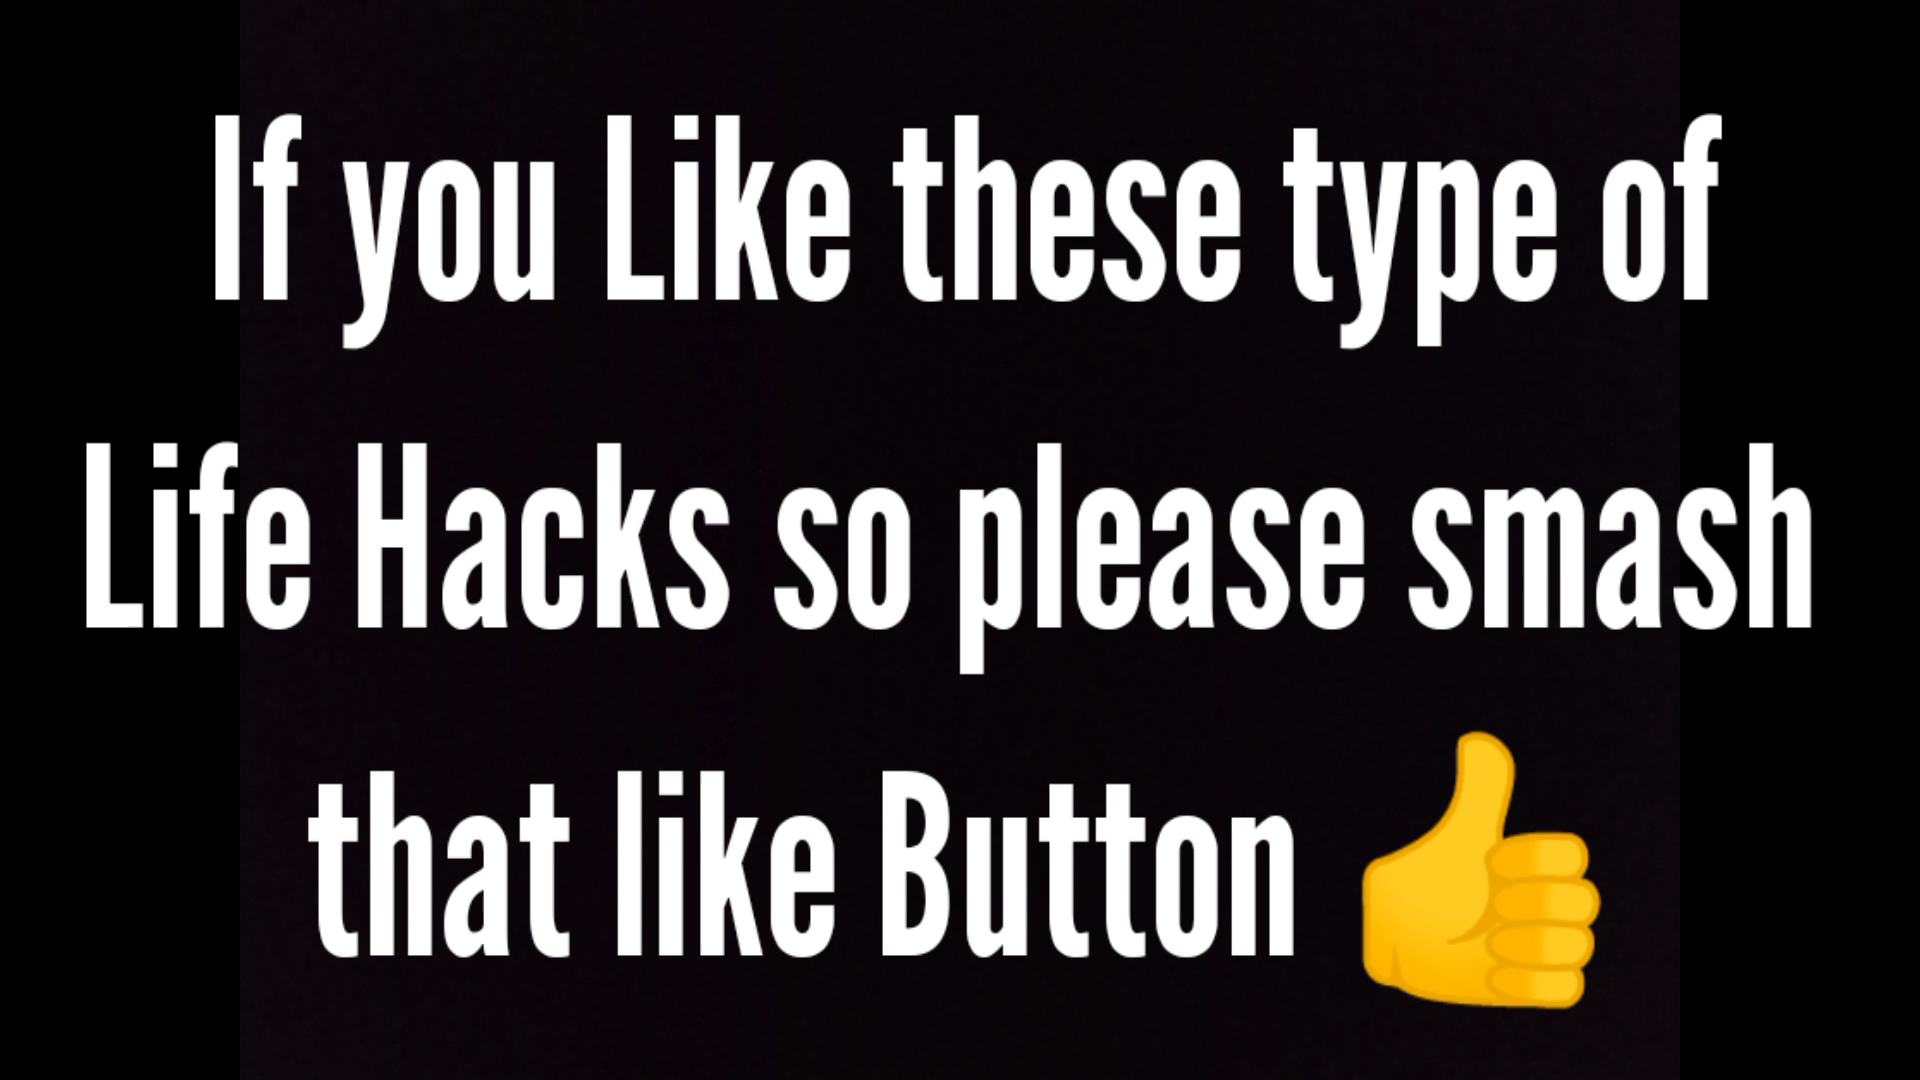 If you Like these type of
Life Hacks so please smash
that like Button 👍